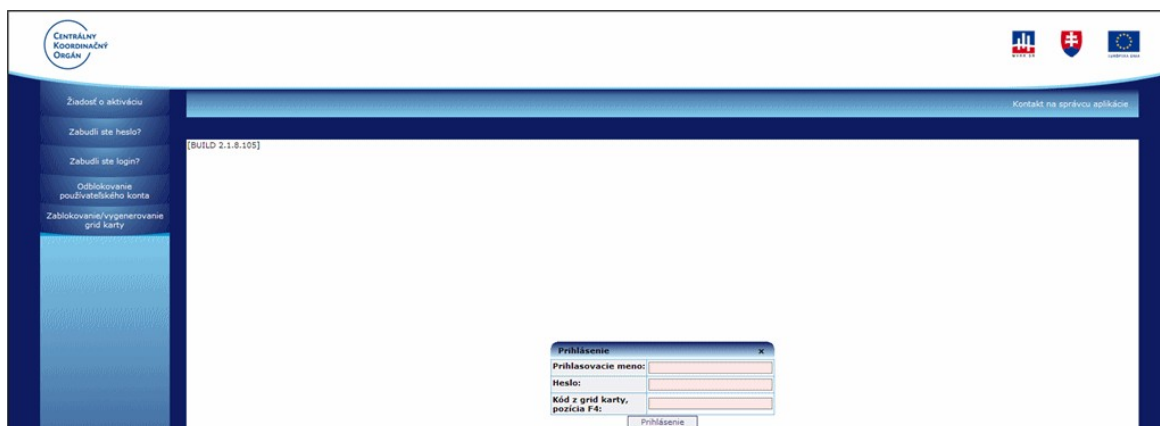 CENTRÁLNY
KOORDINAČNÝ
ORGÁN
Žiadosť o aktiváciu
Kontakt na správcu aplikácie
Zabudli ste heslo?
[BUILD 2.1.8.105]
Zabudli ste login?
Odblokovanie
používateľského konta
Zablokovanie/vygenerovanie
grid karty
Prihlásenie x
Prihlasovacie meno:
Heslo:
Kód z grid karty,
pozícia F4:
Prihlásenie